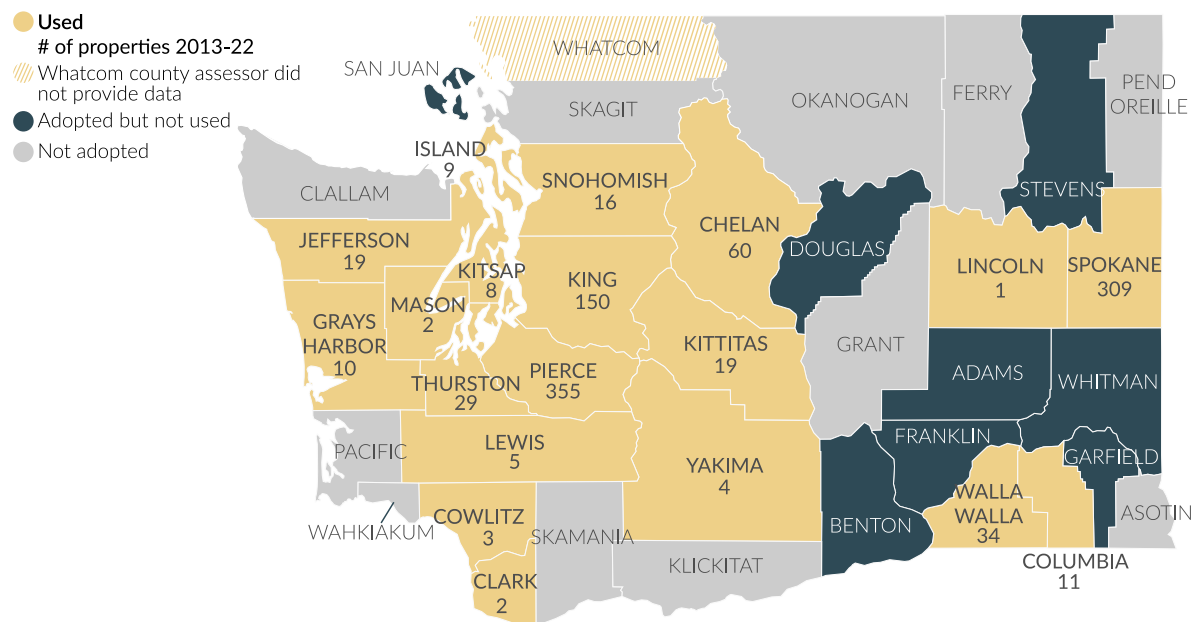 Used
# of properties 2013-22
Whatcom county assessor did
not provide data
Adopted but not used
Not adopted
WHATCOM
SAN JUAN
SKAGIT
OKANOGAN
FERRY
PEND
OREILLE
ISLAND
9
CLALLAM
SNOHOMISH
16
STEVENS
CHELAN
60
JEFFERSON
19
DOUGLAS
KITSAP
8
KING
150
LINCOLN
1
SPOKANE
309
MASON
2
GRAYS
HARBOR
10
KITTITAS
19
GRANT
THURSTON
29
PIERCE
355
ADAMS
WHITMAN
PACIFIC
LEWIS
5
YAKIMA
4
FRANKLIN
GARFIELD
WALLA
WALLA
34
WAHKIAKUM
COWLITZ
3
SKAMANIA
BENTON
ASOTIN
KLICKITAT
COLUMBIA
11
CLARK
2